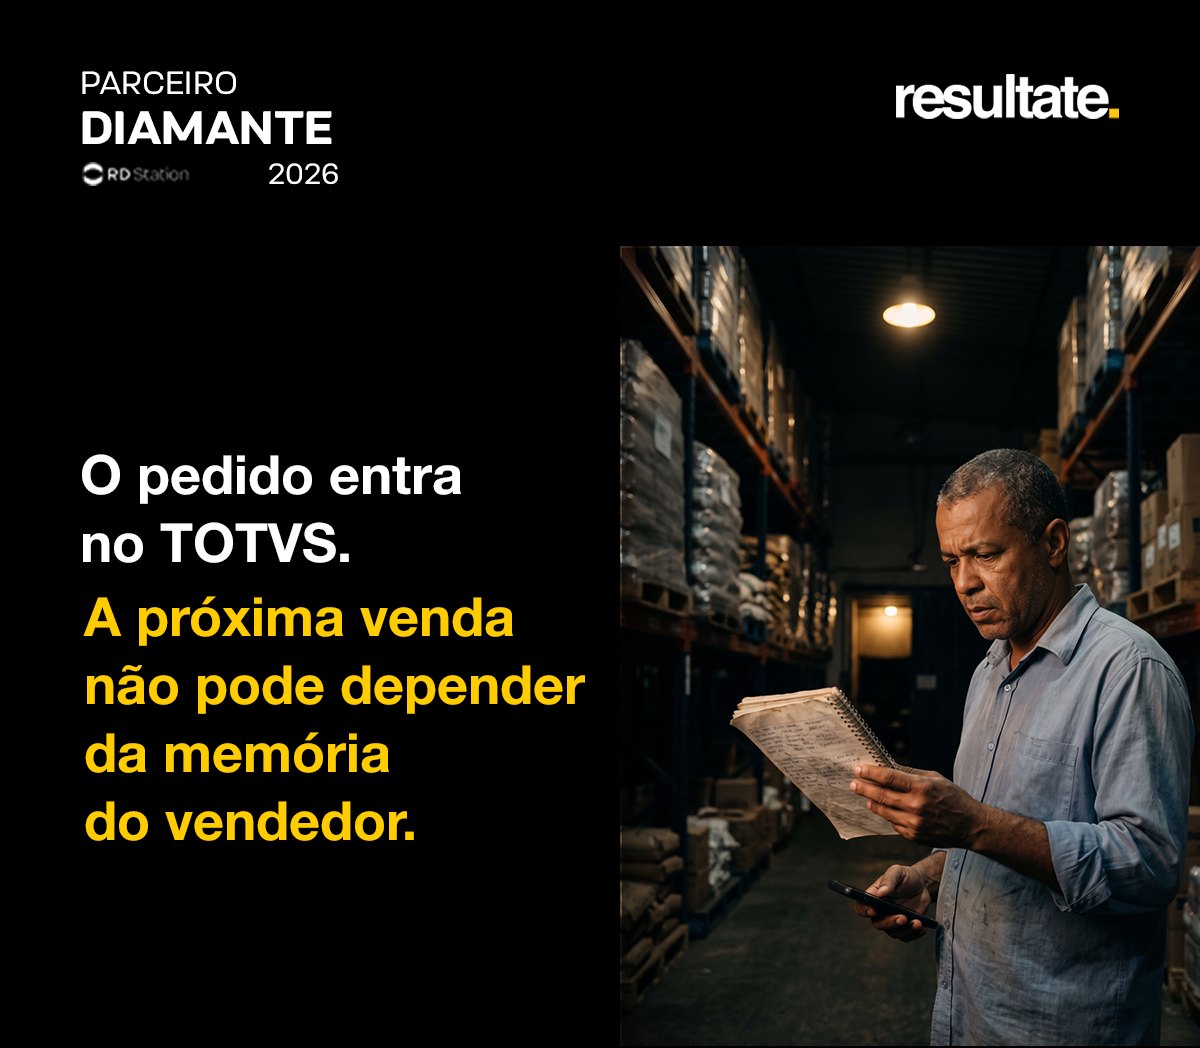 PARCEIRO
DIAMANTE
RD Station 2026
resultate.
O pedido entra
no TOTVS.
A próxima venda
não pode depender
da memória
do vendedor.